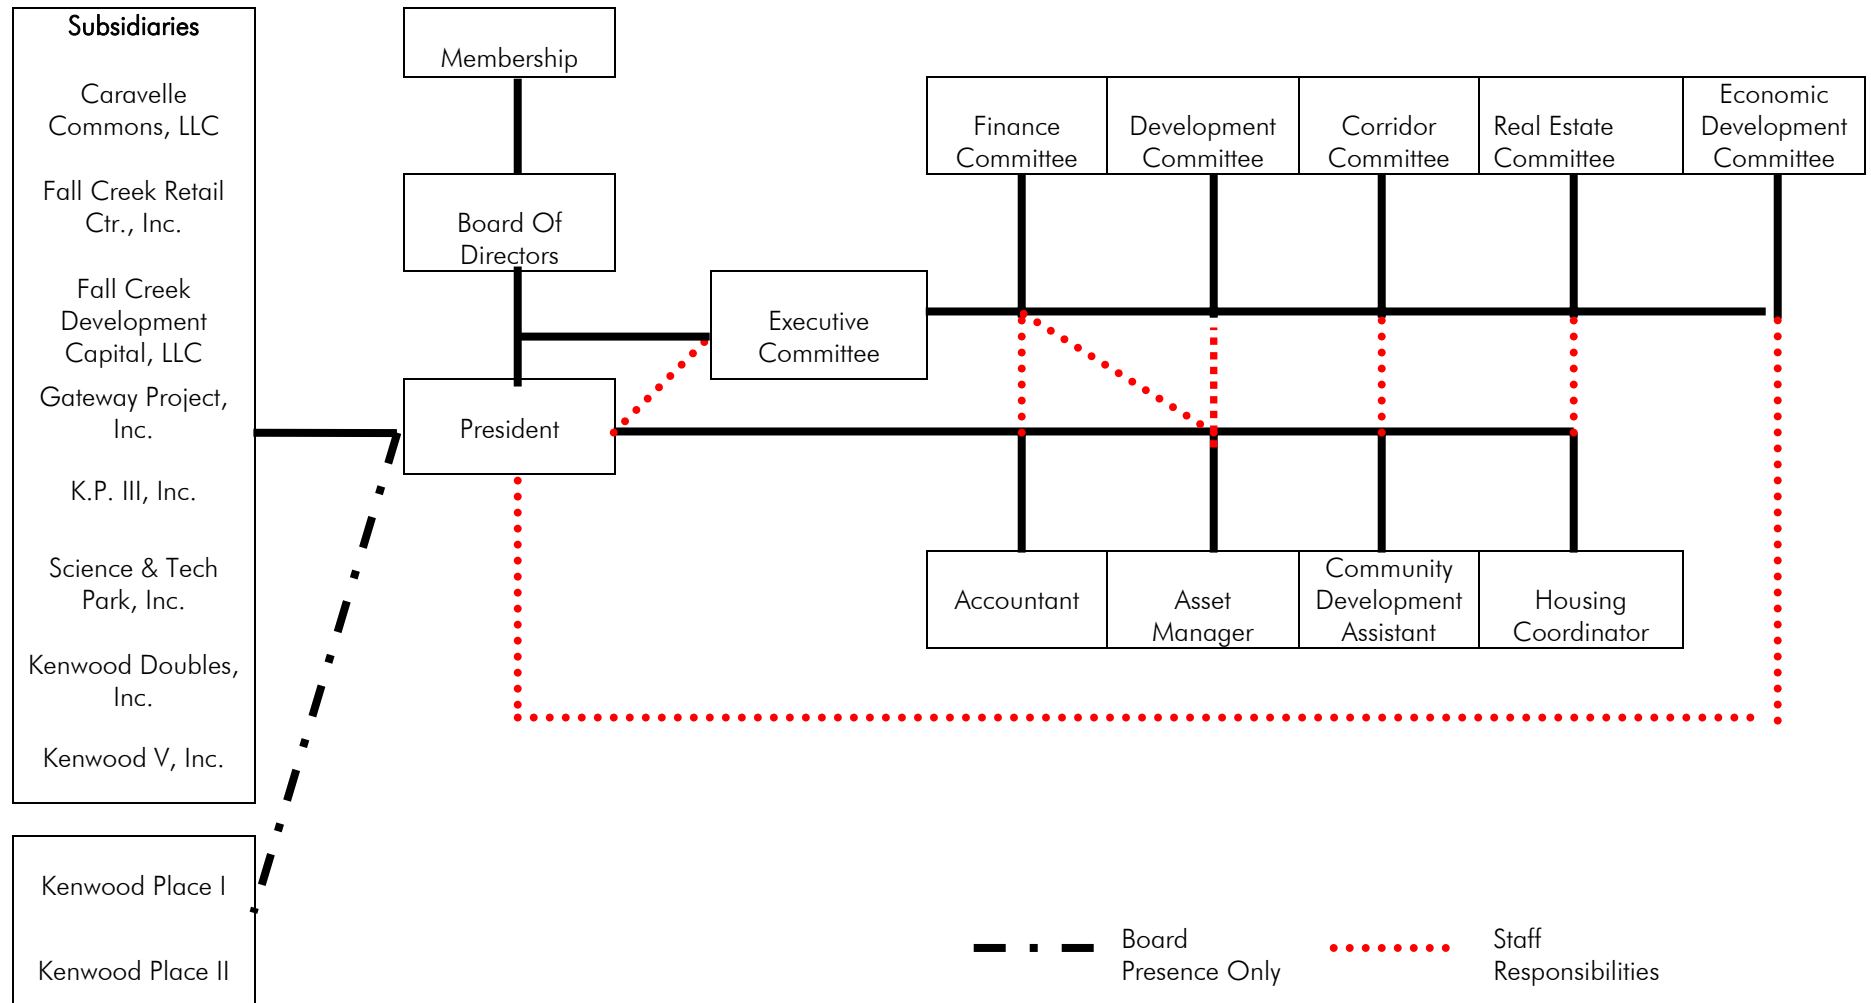 Subsidiaries
Caravelle
Commons, LLC
Fall Creek Retail
Ctr., Inc.
Fall Creek
Development
Capital, LLC
Gateway Project,
Inc.
K.P. III, Inc.
Science & Tech
Park, Inc.
Kenwood Doubles,
Inc.
Kenwood V, Inc.
Kenwood Place I
Kenwood Place II
Membership
Board Of
Directors
President
Executive
Committee
Finance
Committee
Development
Committee
Corridor
Committee
Real Estate
Committee
Economic
Development
Committee
Accountant
Asset
Manager
Community
Development
Assistant
Housing
Coordinator
Board
Presence Only
Staff
Responsibilities